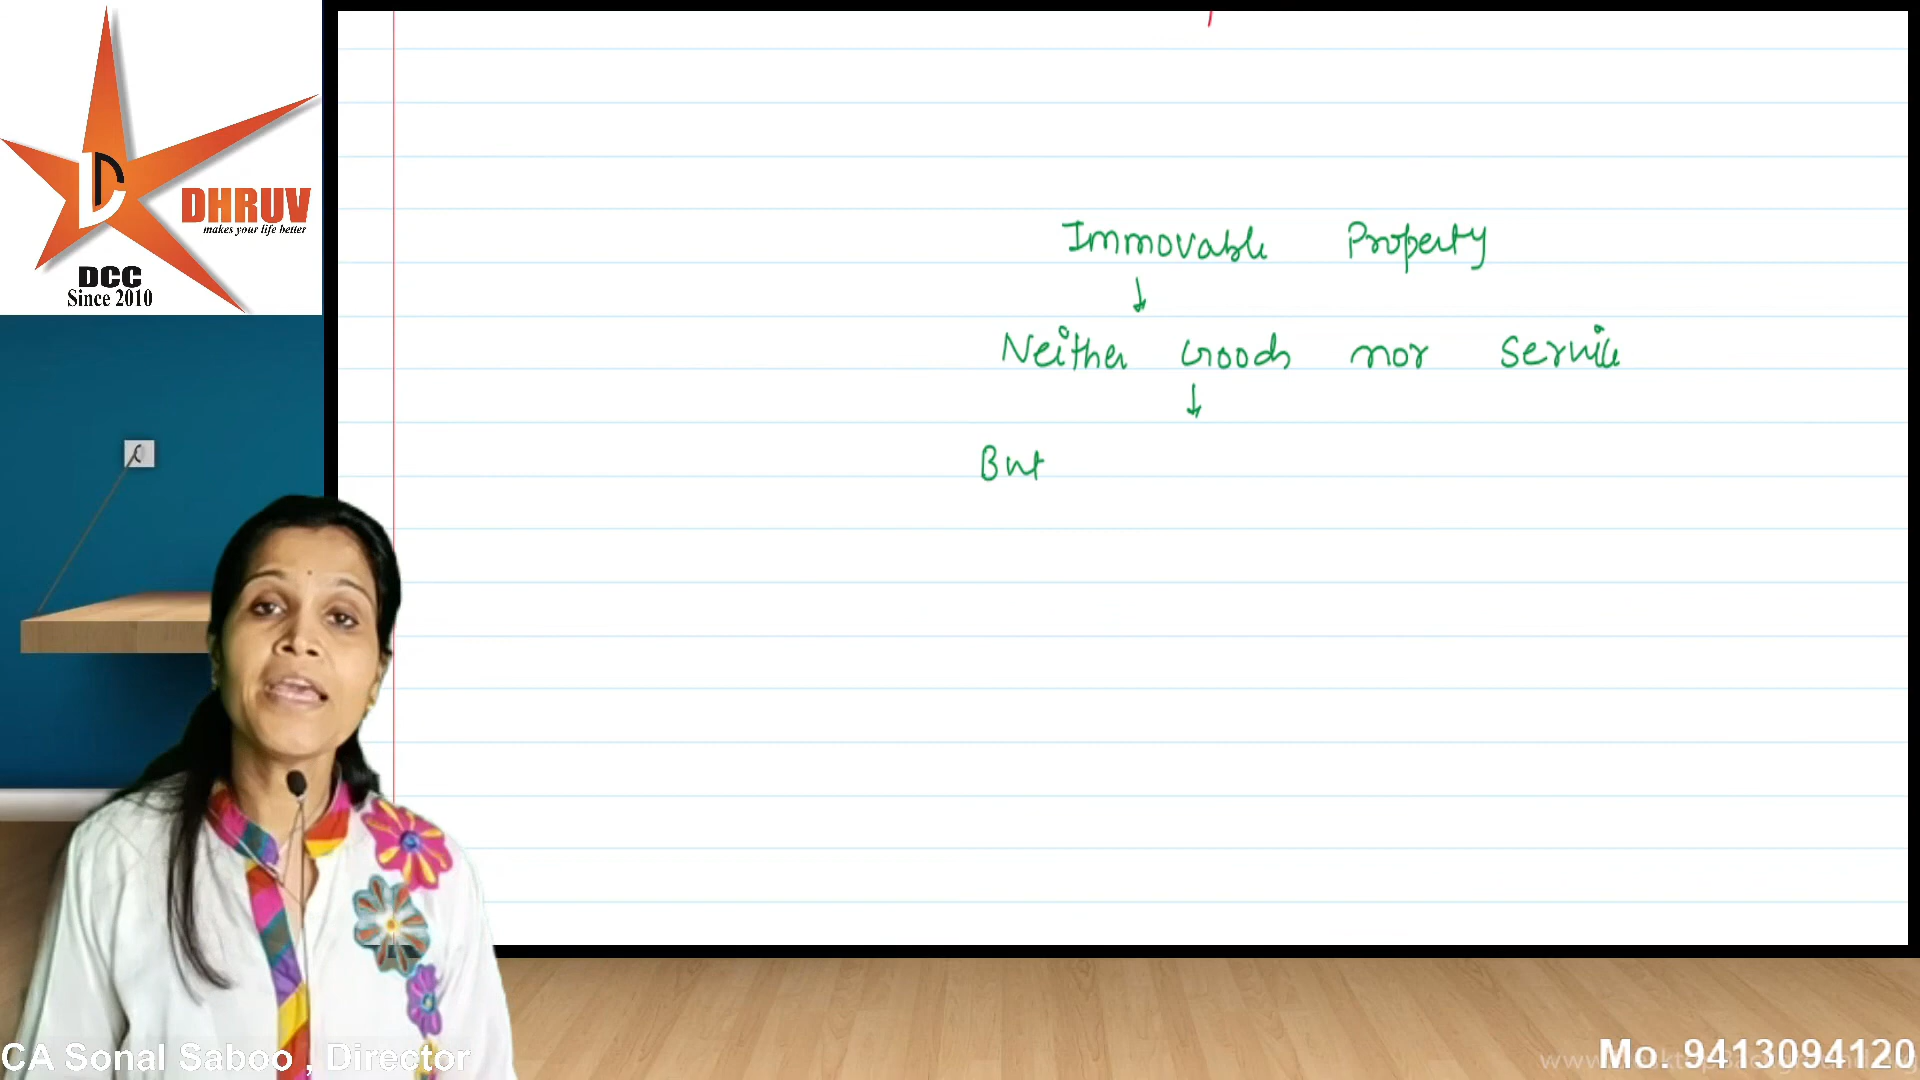 DC
DHRUV
makes your life better
DCC
Since 2010
Immovable Property
↓
Neither Goods nor Service
↓
But
CA Sonal Saboo , Director
Mo. 9413094120